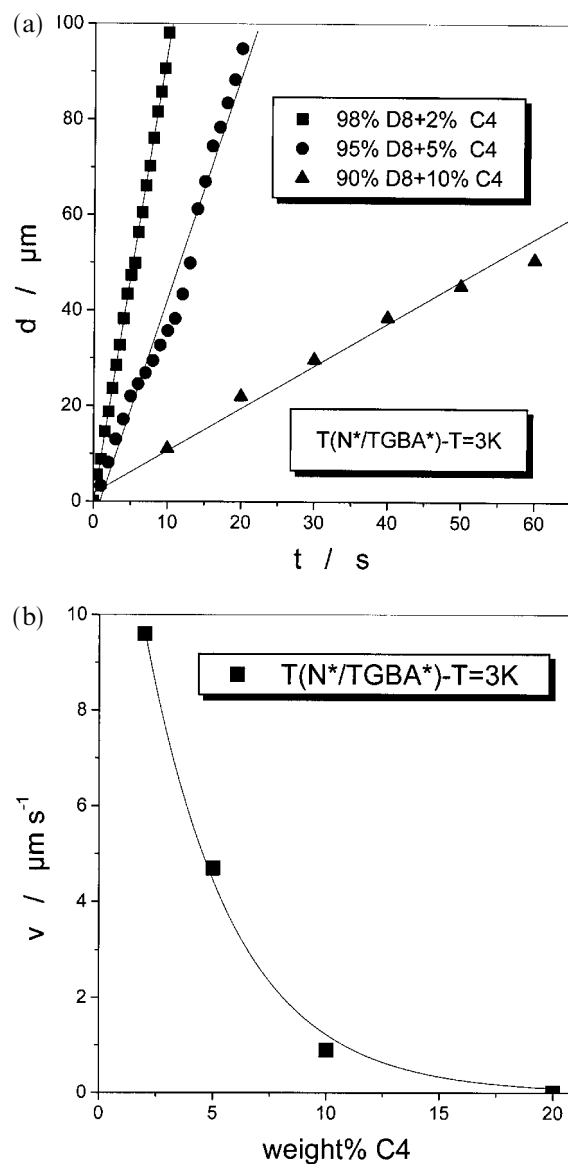 (a)
100
80
60
40
20
0
d / μm
98% D8+2% C4
95% D8+5% C4
90% D8+10% C4
T(N*/TGBA*)-T=3K
0 10 20 30 40 50 60
t / s
(b)
10
8
6
4
2
0
v / μm s⁻¹
T(N*/TGBA*)-T=3K
0 5 10 15 20
weight% C4